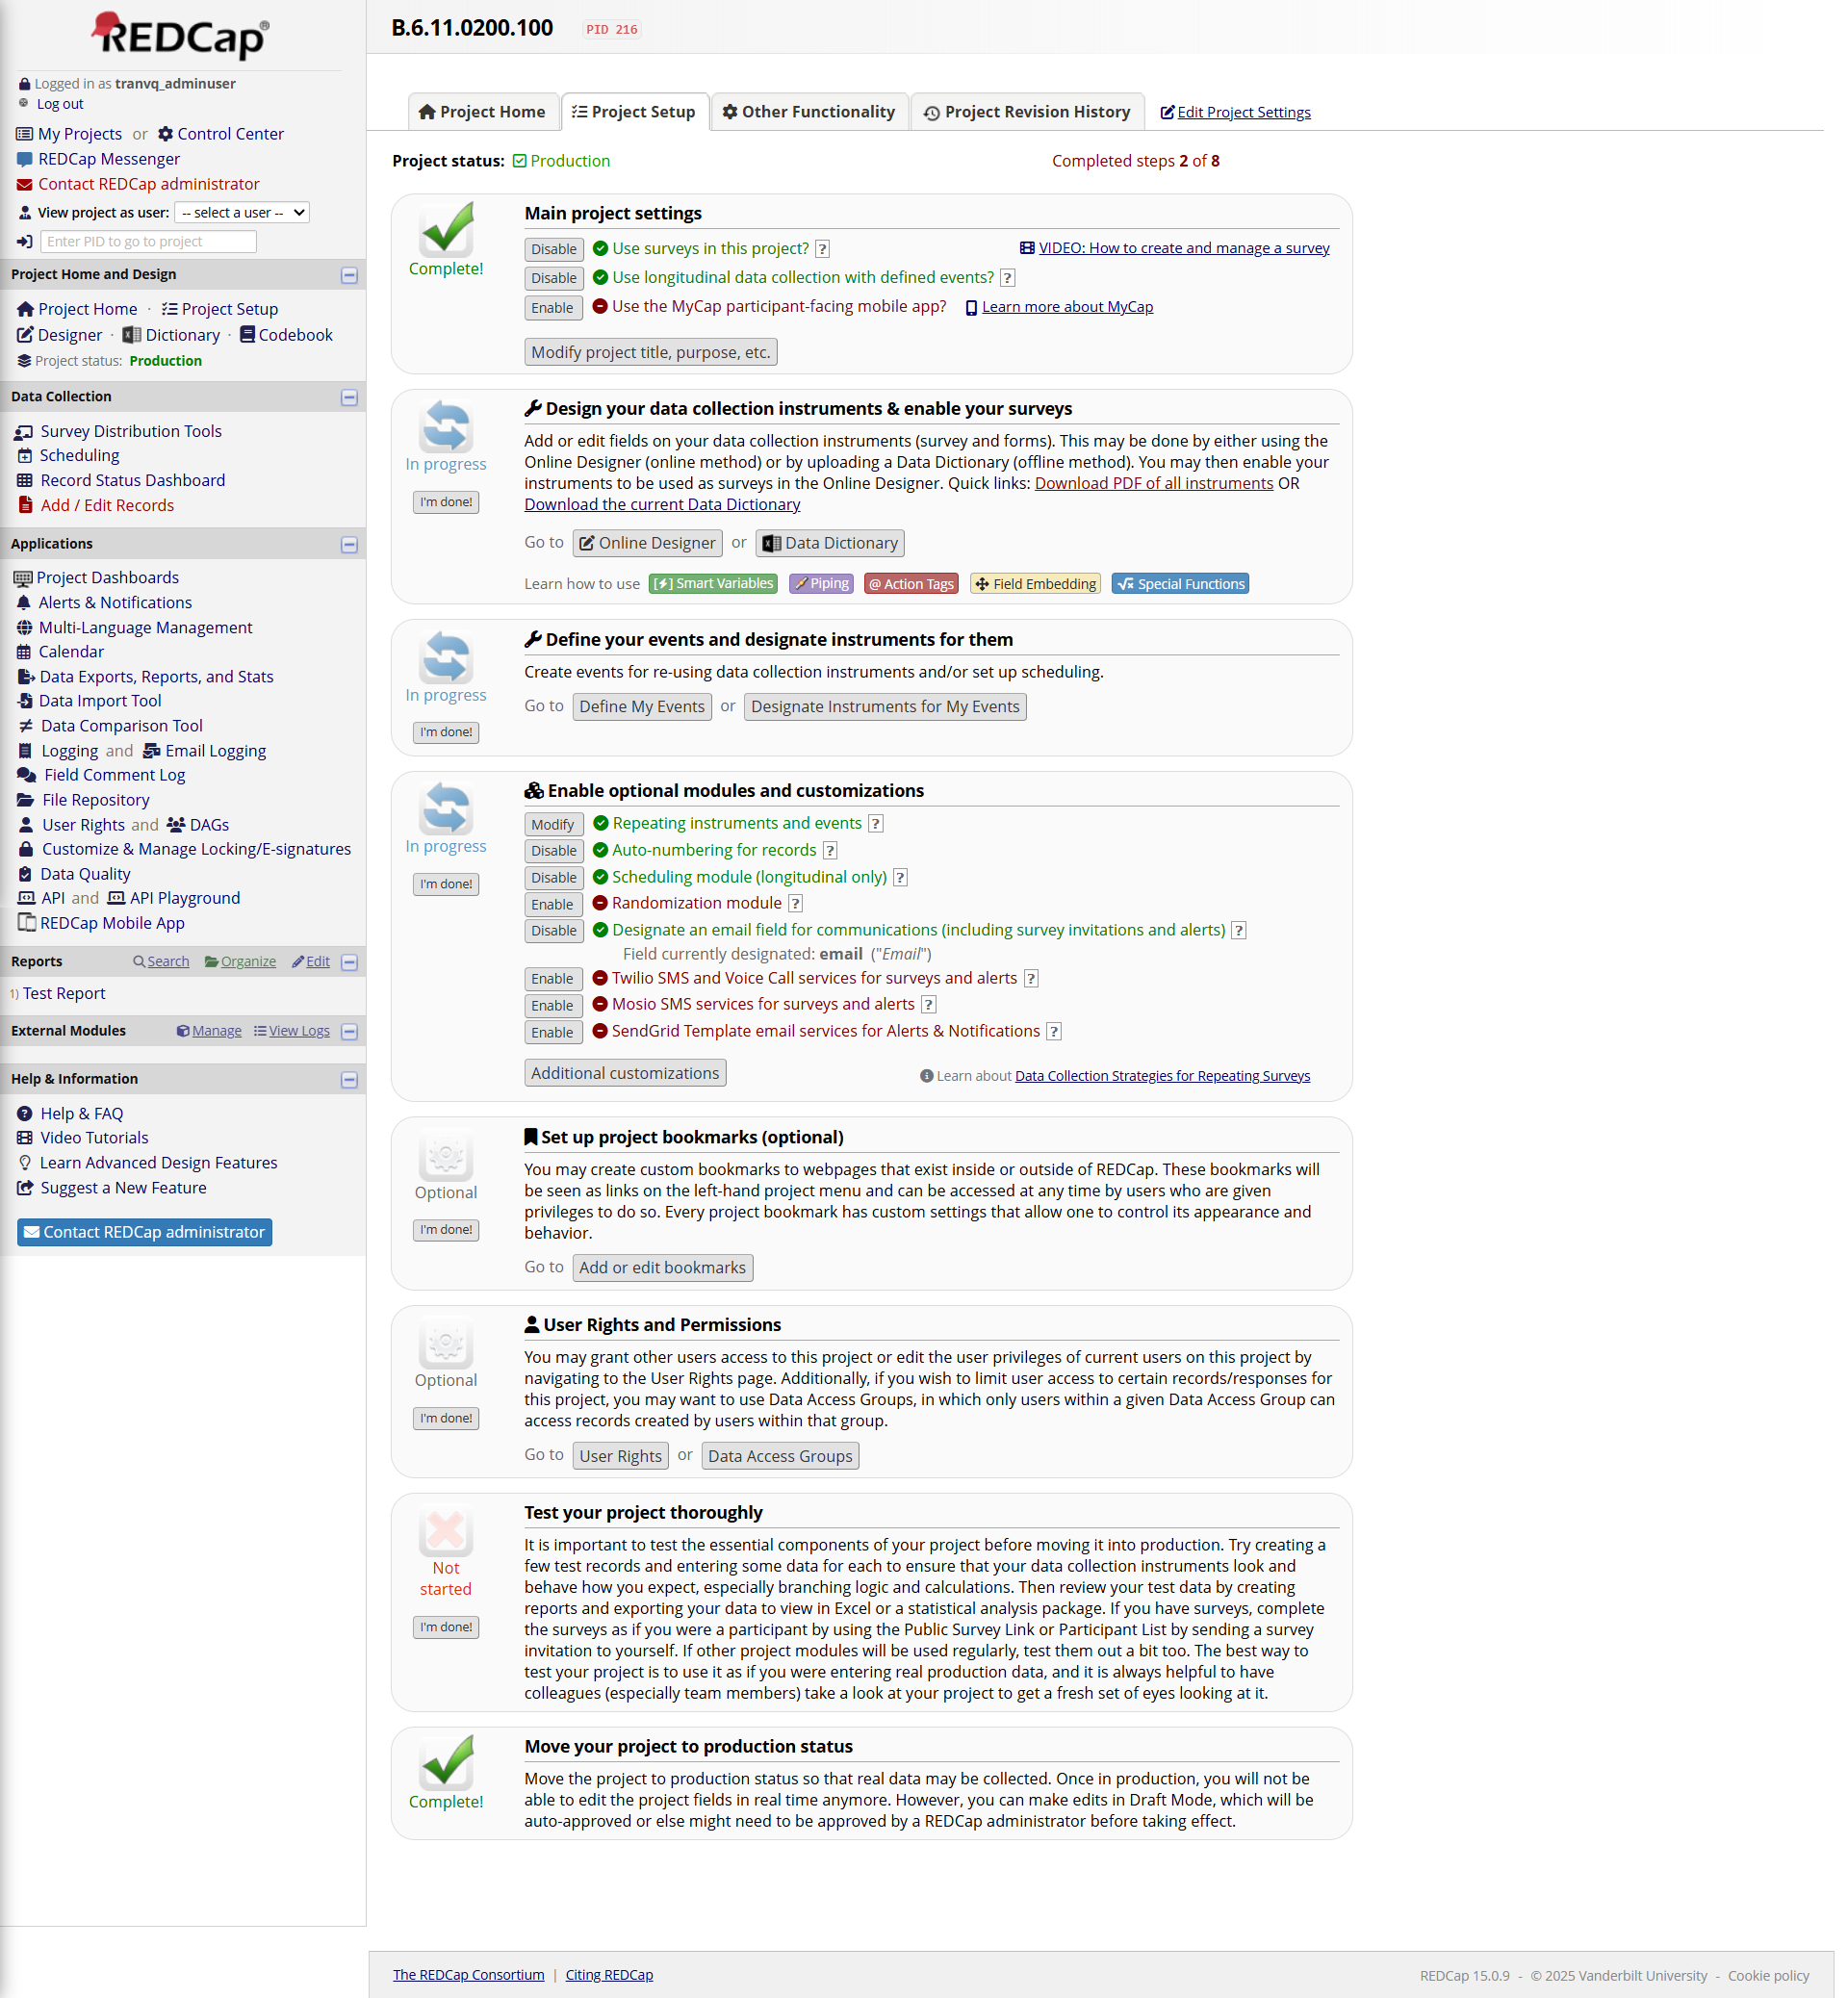 REDCap®
Logged in as tranvq_adminuser
Log out
My Projects or Control Center
REDCap Messenger
Contact REDCap administrator
View project as user: -- select a user --
Enter PID to go to project
Project Home and Design
Project Home · Project Setup
Designer · Dictionary · Codebook
Project status: Production
Data Collection
Survey Distribution Tools
Scheduling
Record Status Dashboard
Add / Edit Records
Applications
Project Dashboards
Alerts & Notifications
Multi-Language Management
Calendar
Data Exports, Reports, and Stats
Data Import Tool
Data Comparison Tool
Logging and Email Logging
Field Comment Log
File Repository
User Rights and DAGs
Customize & Manage Locking/E-signatures
Data Quality
API and API Playground
REDCap Mobile App
Reports Search Organize Edit
1) Test Report
External Modules Manage View Logs
Help & Information
Help & FAQ
Video Tutorials
Learn Advanced Design Features
Suggest a New Feature
Contact REDCap administrator
B.6.11.0200.100 PID 216
Project Home Project Setup Other Functionality Project Revision History Edit Project Settings
Project status: Production Completed steps 2 of 8
Complete!
Main project settings
Disable Use surveys in this project? ? VIDEO: How to create and manage a survey
Disable Use longitudinal data collection with defined events? ?
Enable Use the MyCap participant-facing mobile app? Learn more about MyCap
Modify project title, purpose, etc.
In progress
I'm done!
Design your data collection instruments & enable your surveys
Add or edit fields on your data collection instruments (survey and forms). This may be done by either using the
Online Designer (online method) or by uploading a Data Dictionary (offline method). You may then enable your
instruments to be used as surveys in the Online Designer. Quick links: Download PDF of all instruments OR
Download the current Data Dictionary
Go to Online Designer or Data Dictionary
Learn how to use [⚡] Smart Variables Piping @ Action Tags Field Embedding √x Special Functions
In progress
I'm done!
Define your events and designate instruments for them
Create events for re-using data collection instruments and/or set up scheduling.
Go to Define My Events or Designate Instruments for My Events
In progress
I'm done!
Enable optional modules and customizations
Modify Repeating instruments and events ?
Disable Auto-numbering for records ?
Disable Scheduling module (longitudinal only) ?
Enable Randomization module ?
Disable Designate an email field for communications (including survey invitations and alerts) ?
Field currently designated: email ("Email")
Enable Twilio SMS and Voice Call services for surveys and alerts ?
Enable Mosio SMS services for surveys and alerts ?
Enable SendGrid Template email services for Alerts & Notifications ?
Additional customizations Learn about Data Collection Strategies for Repeating Surveys
Optional
I'm done!
Set up project bookmarks (optional)
You may create custom bookmarks to webpages that exist inside or outside of REDCap. These bookmarks will
be seen as links on the left-hand project menu and can be accessed at any time by users who are given
privileges to do so. Every project bookmark has custom settings that allow one to control its appearance and
behavior.
Go to Add or edit bookmarks
Optional
I'm done!
User Rights and Permissions
You may grant other users access to this project or edit the user privileges of current users on this project by
navigating to the User Rights page. Additionally, if you wish to limit user access to certain records/responses for
this project, you may want to use Data Access Groups, in which only users within a given Data Access Group can
access records created by users within that group.
Go to User Rights or Data Access Groups
Not
started
I'm done!
Test your project thoroughly
It is important to test the essential components of your project before moving it into production. Try creating a
few test records and entering some data for each to ensure that your data collection instruments look and
behave how you expect, especially branching logic and calculations. Then review your test data by creating
reports and exporting your data to view in Excel or a statistical analysis package. If you have surveys, complete
the surveys as if you were a participant by using the Public Survey Link or Participant List by sending a survey
invitation to yourself. If other project modules will be used regularly, test them out a bit too. The best way to
test your project is to use it as if you were entering real production data, and it is always helpful to have
colleagues (especially team members) take a look at your project to get a fresh set of eyes looking at it.
Complete!
Move your project to production status
Move the project to production status so that real data may be collected. Once in production, you will not be
able to edit the project fields in real time anymore. However, you can make edits in Draft Mode, which will be
auto-approved or else might need to be approved by a REDCap administrator before taking effect.
The REDCap Consortium | Citing REDCap REDCap 15.0.9 - © 2025 Vanderbilt University - Cookie policy